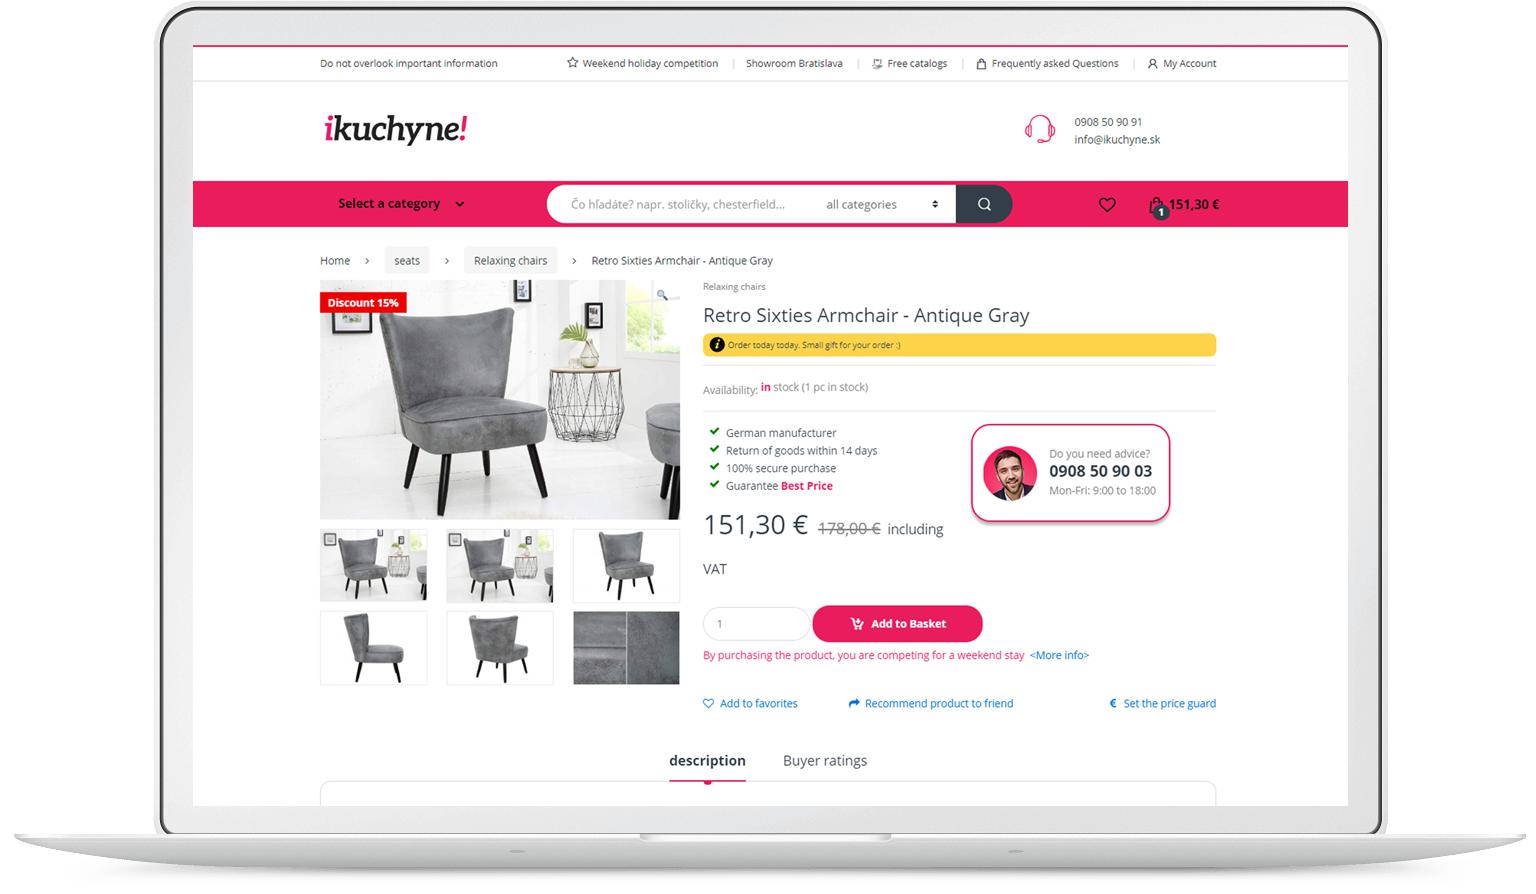 Do not overlook important information
Weekend holiday competition
Showroom Bratislava
Free catalogs
Frequently asked Questions
My Account
ikuchyne!
0908 50 90 91
info@ikuchyne.sk
Select a category
Čo hľadáte? napr. stoličky, chesterfield...
all categories
1
151,30 €
Home > seats > Relaxing chairs > Retro Sixties Armchair - Antique Gray
Discount 15%
Relaxing chairs
Retro Sixties Armchair - Antique Gray
i Order today today. Small gift for your order :)
Availability: in stock (1 pc in stock)
German manufacturer
Return of goods within 14 days
100% secure purchase
Guarantee Best Price
Do you need advice?
0908 50 90 03
Mon-Fri: 9:00 to 18:00
151,30 € 178,00 € including
VAT
1
Add to Basket
By purchasing the product, you are competing for a weekend stay <More info>
Add to favorites
Recommend product to friend
€ Set the price guard
description
Buyer ratings